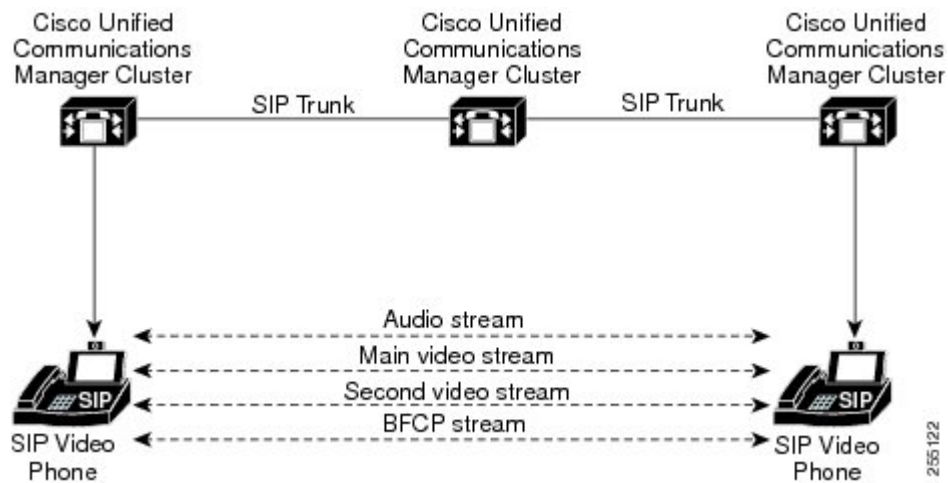 Cisco Unified
Communications
Manager Cluster
Cisco Unified
Communications
Manager Cluster
Cisco Unified
Communications
Manager Cluster
SIP Trunk
SIP Trunk
Audio stream
Main video stream
Second video stream
BFCP stream
SIP
SIP Video
Phone
SIP
SIP Video
Phone
255122